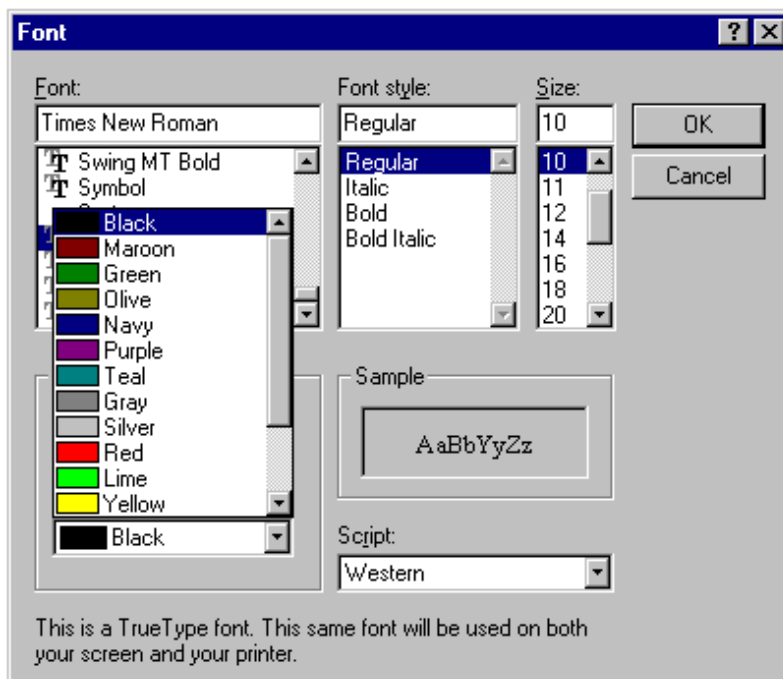 Font
Font:
Times New Roman
Swing MT Bold
Symbol
Font style:
Regular
Regular
Italic
Bold
Bold Italic
Size:
10
10
11
12
14
16
18
20
OK
Cancel
Black
Maroon
Green
Olive
Navy
Purple
Teal
Gray
Silver
Red
Lime
Yellow
Black
Sample
AaBbYyZz
Script:
Western
This is a TrueType font. This same font will be used on both
your screen and your printer.